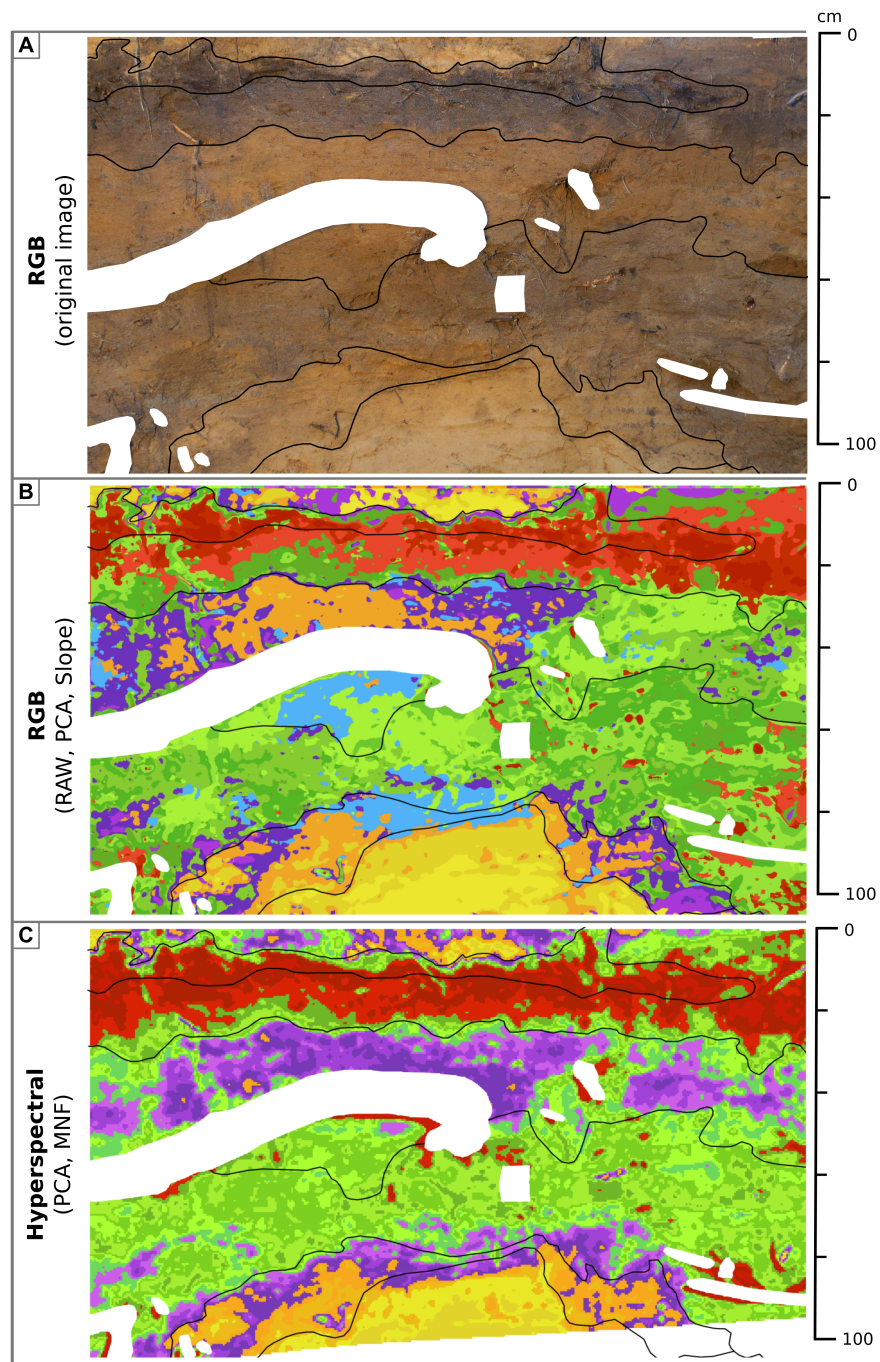 cm
A
0
RGB
(original image)
100
B
0
RGB
(RAW, PCA, Slope)
100
C
0
Hyperspectral
(PCA, MNF)
100